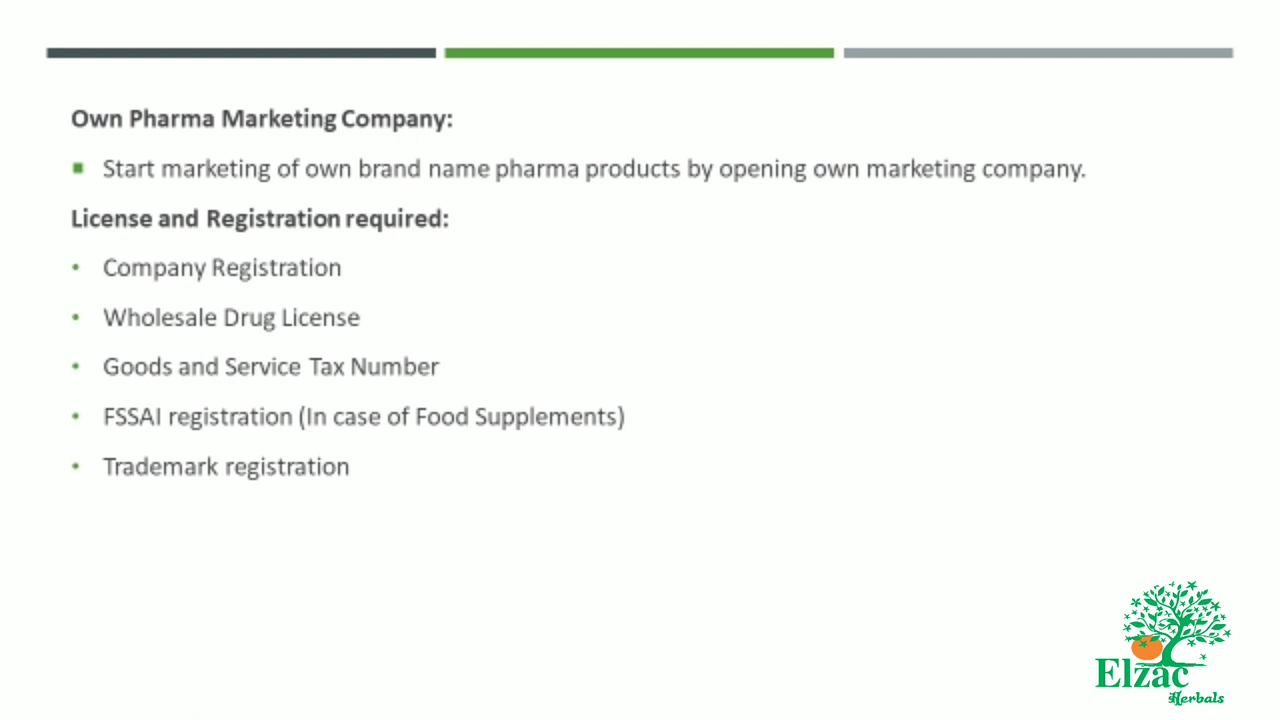 Own Pharma Marketing Company:
Start marketing of own brand name pharma products by opening own marketing company.
License and Registration required:
Company Registration
Wholesale Drug License
Goods and Service Tax Number
FSSAI registration (In case of Food Supplements)
Trademark registration
Elzac
Herbals